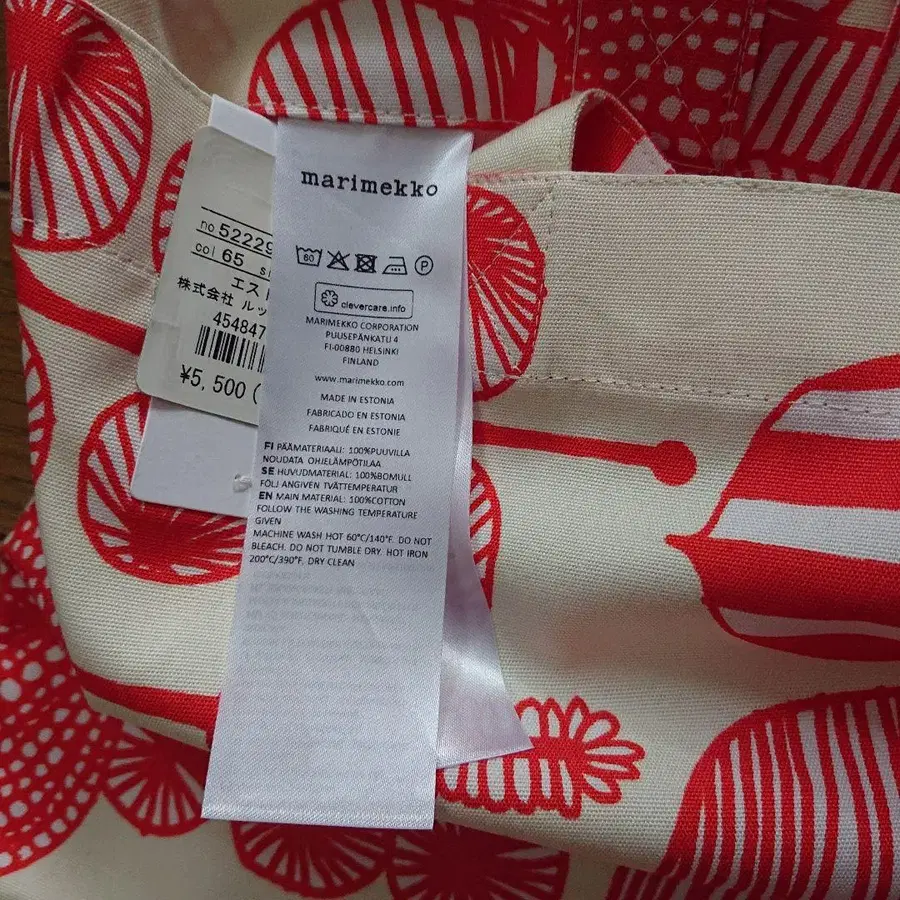 marimekko
60
P
clevercare.info
MARIMEKKO CORPORATION
PUUSEPÄNKATU 4
FI-00880 HELSINKI
FINLAND
www.marimekko.com
MADE IN ESTONIA
FABRICADO EN ESTONIA
FABRIQUÉ EN ESTONIE
FI PÄÄMATERIAALI: 100%PUUVILLA
NOUDATA OHJELÄMPÖTILAA
SE HUVUDMATERIAL: 100%BOMULL
FÖLJ ANGIVEN TVÄTTEMPERATUR
EN MAIN MATERIAL: 100%COTTON
FOLLOW THE WASHING TEMPERATURE
GIVEN
MACHINE WASH HOT 60°C/140°F. DO NOT
BLEACH. DO NOT TUMBLE DRY. HOT IRON
200°C/390°F. DRY CLEAN
no 52229
col 65 si
エスト
株式会社 ルッ
454847
¥5,500(